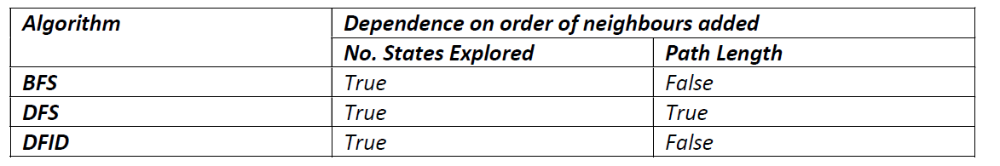 Algorithm Dependence on order of neighbours added
No. States Explored Path Length
BFS True False
DFS True True
DFID True False